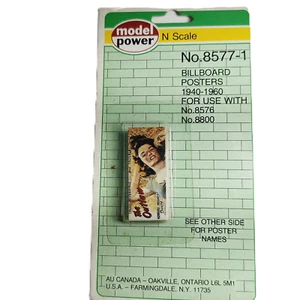 model power
N Scale
No.8577-1
BILLBOARD
POSTERS
1940-1960
FOR USE WITH
No.8576
No.8800
The
SEE OTHER SIDE
FOR POSTER
NAMES
AU CANADA – OAKVILLE, ONTARIO L6L 5M1
U.S.A. – FARMINGDALE, N.Y. 11735